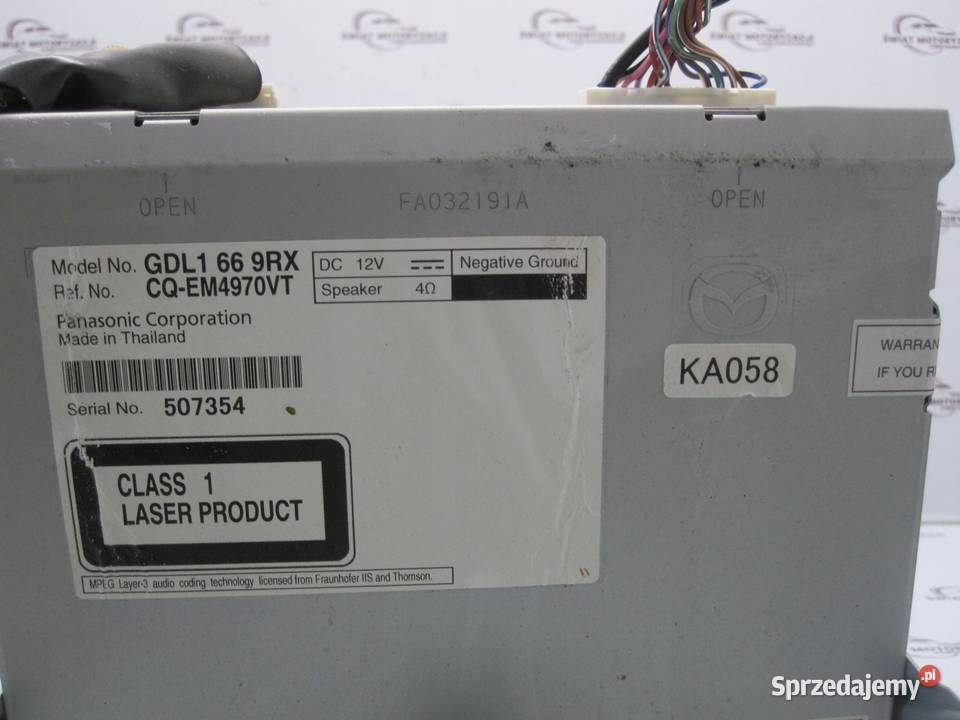 ŚWIAT MOTORYZACJI
OPEN
FA032191A
OPEN
Model No. GDL1 66 9RX
Ref. No. CQ-EM4970VT
DC 12V
Negative Ground
Speaker 4Ω
Panasonic Corporation
Made in Thailand
Serial No. 507354
CLASS 1
LASER PRODUCT
MPEG Layer-3 audio coding technology licensed from Fraunhofer IIS and Thomson.
KA058
WARRAN
IF YOU R
Sprzedajemy.pl